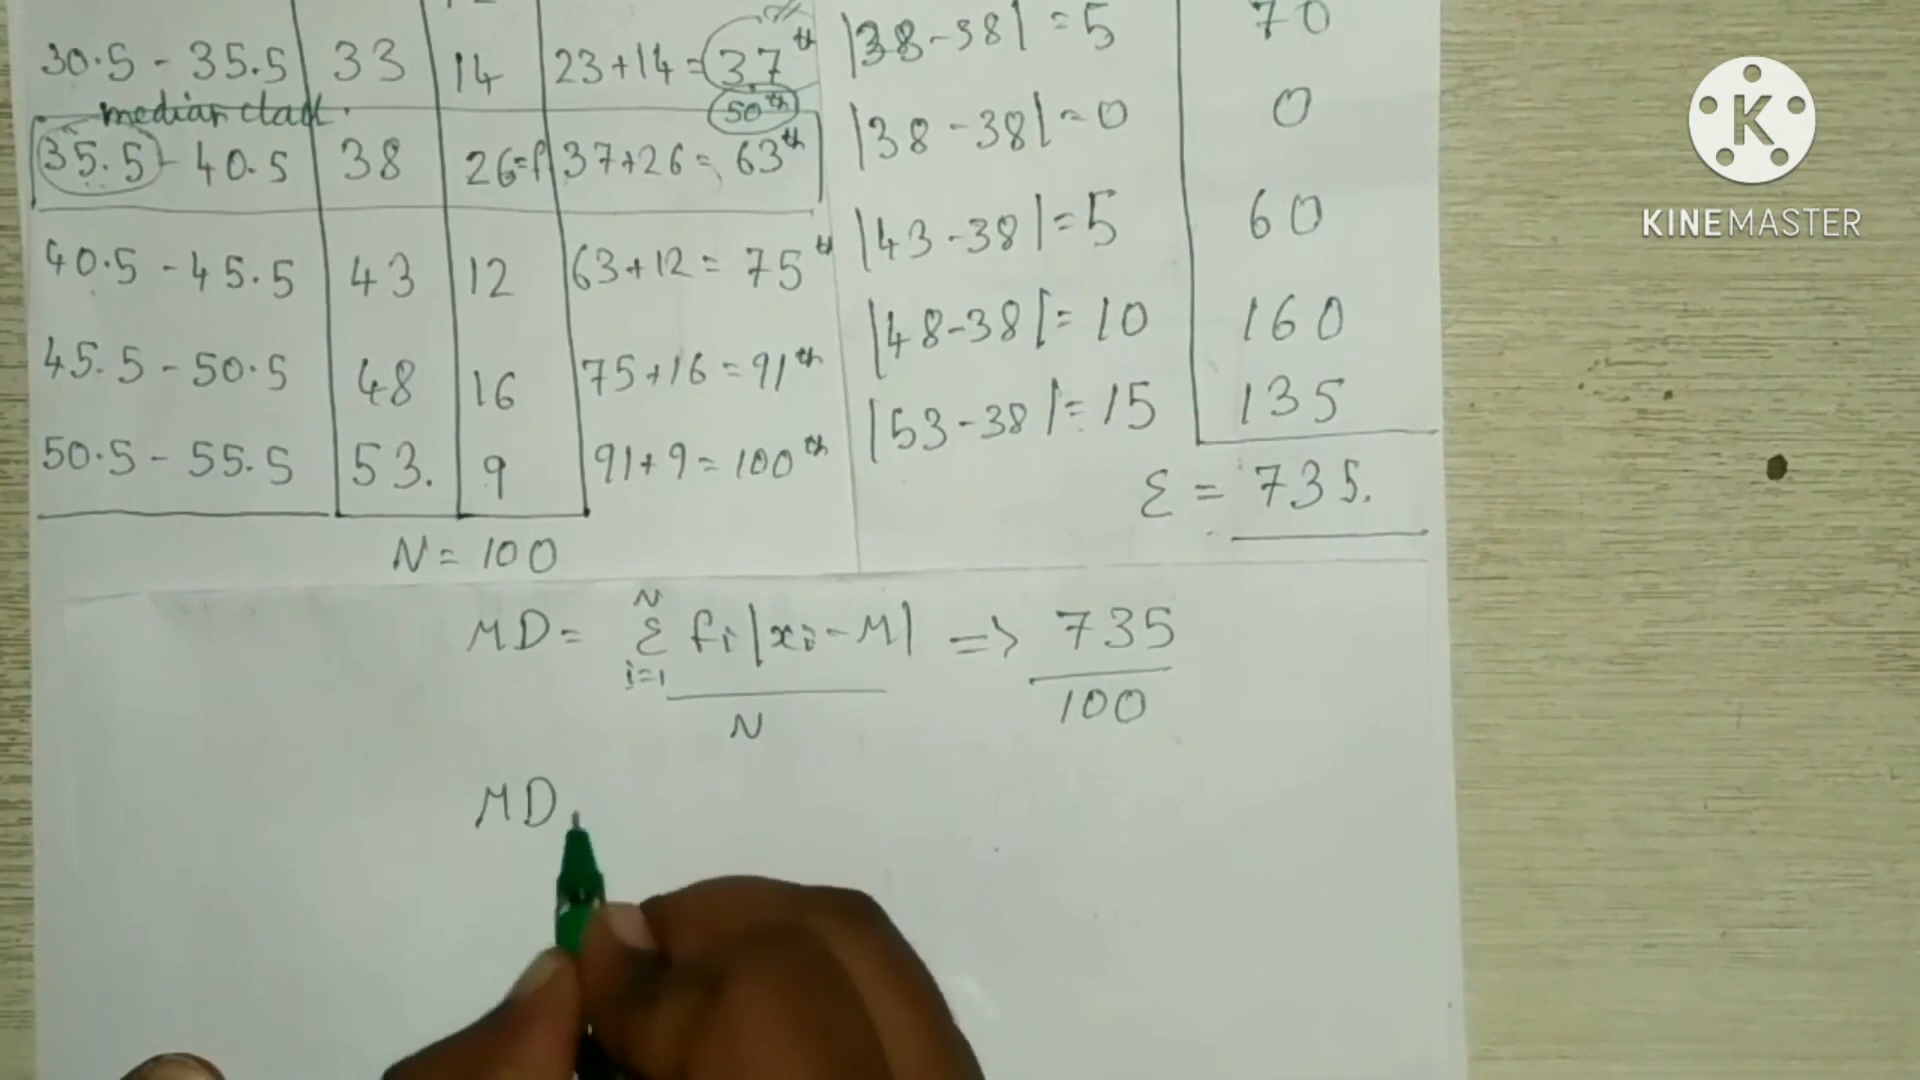 30.5 - 35.5 33 14 23+14 = 37th |38-38| = 5 70
median clad. 50th
35.5 - 40.5 38 26=f 37+26 = 63th |38-38| = 0 0
40.5 - 45.5 43 12 63+12 = 75th |43-38| = 5 60
45.5 - 50.5 48 16 75+16 = 91th |48-38| = 10 160
50.5 - 55.5 53. 9 91+9 = 100th |53-38| = 15 135
Σ = 735.
N = 100
MD = N Σ i=1 fi|xi-M| / N => 735 / 100
MD
K
KINEMASTER